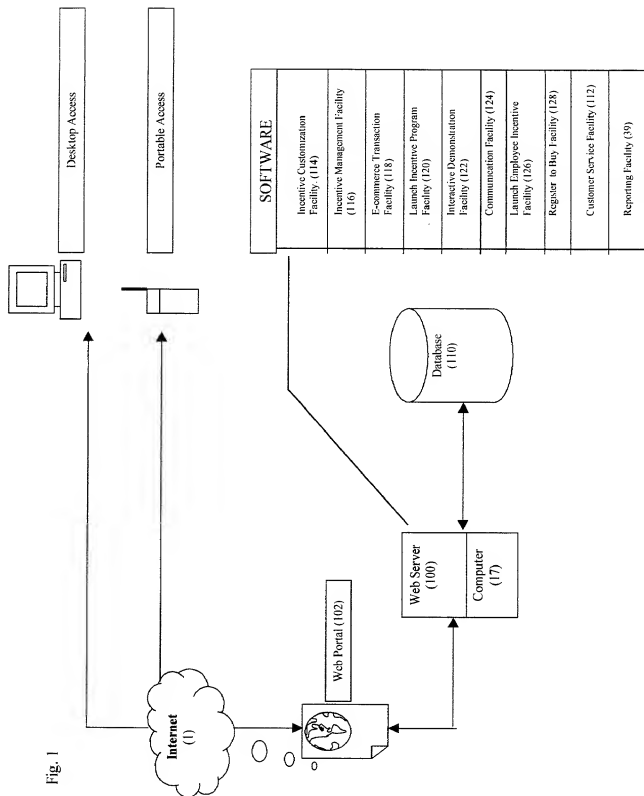 Fig. 1
Desktop Access
Portable Access
Internet
(1)
Web Portal (102)
Web Server
(100)
Computer
(17)
Database
(110)
SOFTWARE
Incentive Customization
Facility. (114)
Incentive Management Facility
(116)
E-commerce Transaction
Facility (118)
Launch Incentive Program
Facility (120)
Interactive Demonstration
Facility (122)
Communication Facility (124)
Launch Employee Incentive
Facility (126)
Register to Buy Facility (128)
Customer Service Facility (112)
Reporting Facility (39)